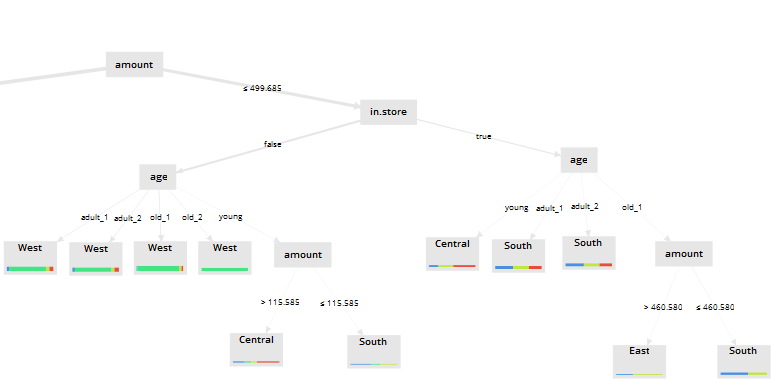 amount
≤ 499.685
in.store
false
true
age
age
adult_1
adult_2
old_1
old_2
young
young
adult_1
adult_2
old_1
West
West
West
West
amount
Central
South
South
amount
> 115.585
≤ 115.585
> 460.580
≤ 460.580
Central
South
East
South